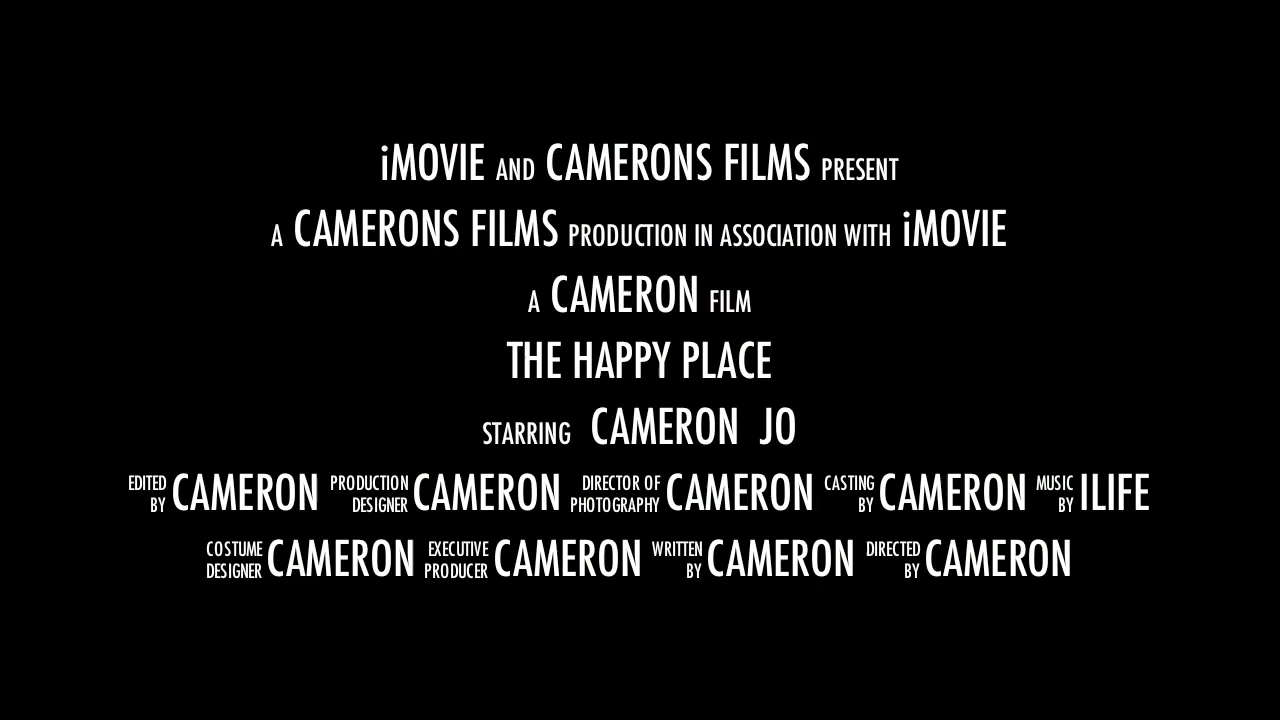 iMOVIE AND CAMERONS FILMS PRESENT
A CAMERONS FILMS PRODUCTION IN ASSOCIATION WITH iMOVIE
A CAMERON FILM
THE HAPPY PLACE
STARRING CAMERON JO
EDITED BY CAMERON PRODUCTION DESIGNER CAMERON DIRECTOR OF PHOTOGRAPHY CAMERON CASTING BY CAMERON MUSIC BY ILIFE
COSTUME DESIGNER CAMERON EXECUTIVE PRODUCER CAMERON WRITTEN BY CAMERON DIRECTED BY CAMERON